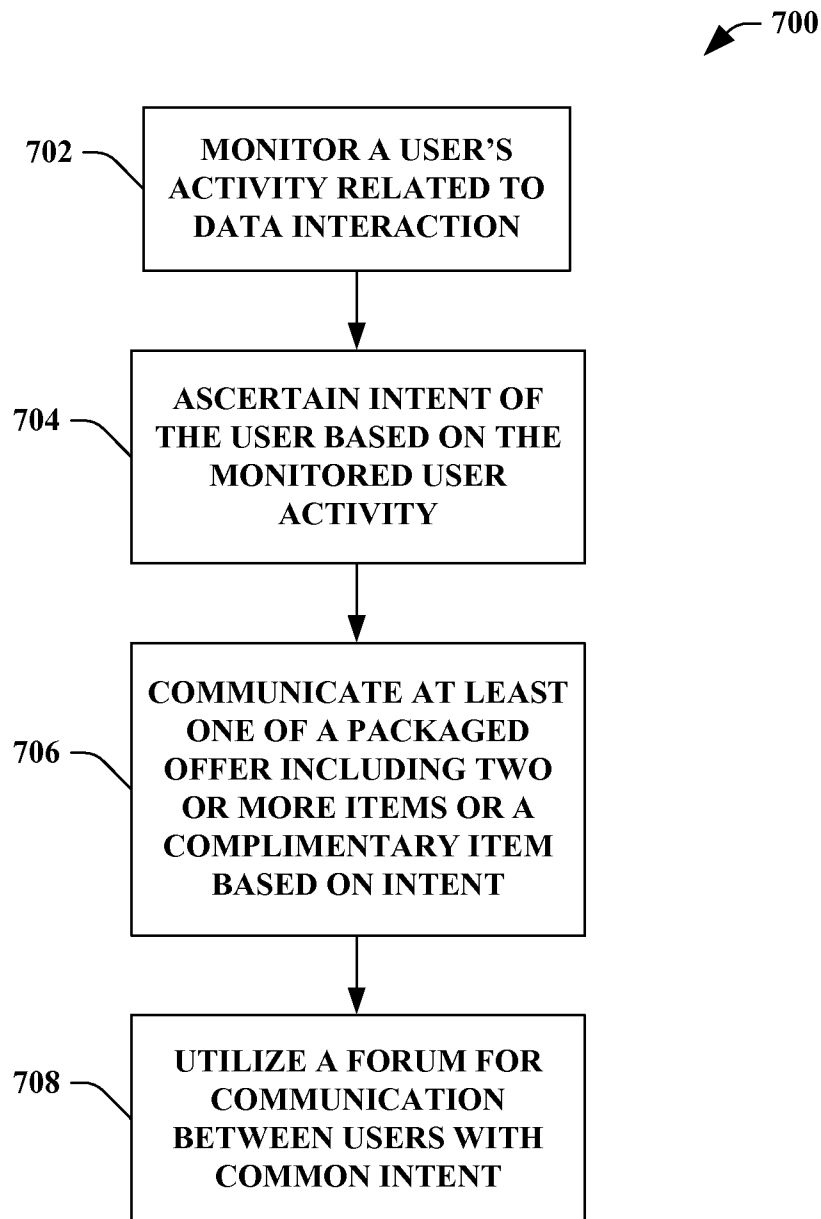 700
702
MONITOR A USER'S
ACTIVITY RELATED TO
DATA INTERACTION
704
ASCERTAIN INTENT OF
THE USER BASED ON THE
MONITORED USER
ACTIVITY
706
COMMUNICATE AT LEAST
ONE OF A PACKAGED
OFFER INCLUDING TWO
OR MORE ITEMS OR A
COMPLIMENTARY ITEM
BASED ON INTENT
708
UTILIZE A FORUM FOR
COMMUNICATION
BETWEEN USERS WITH
COMMON INTENT